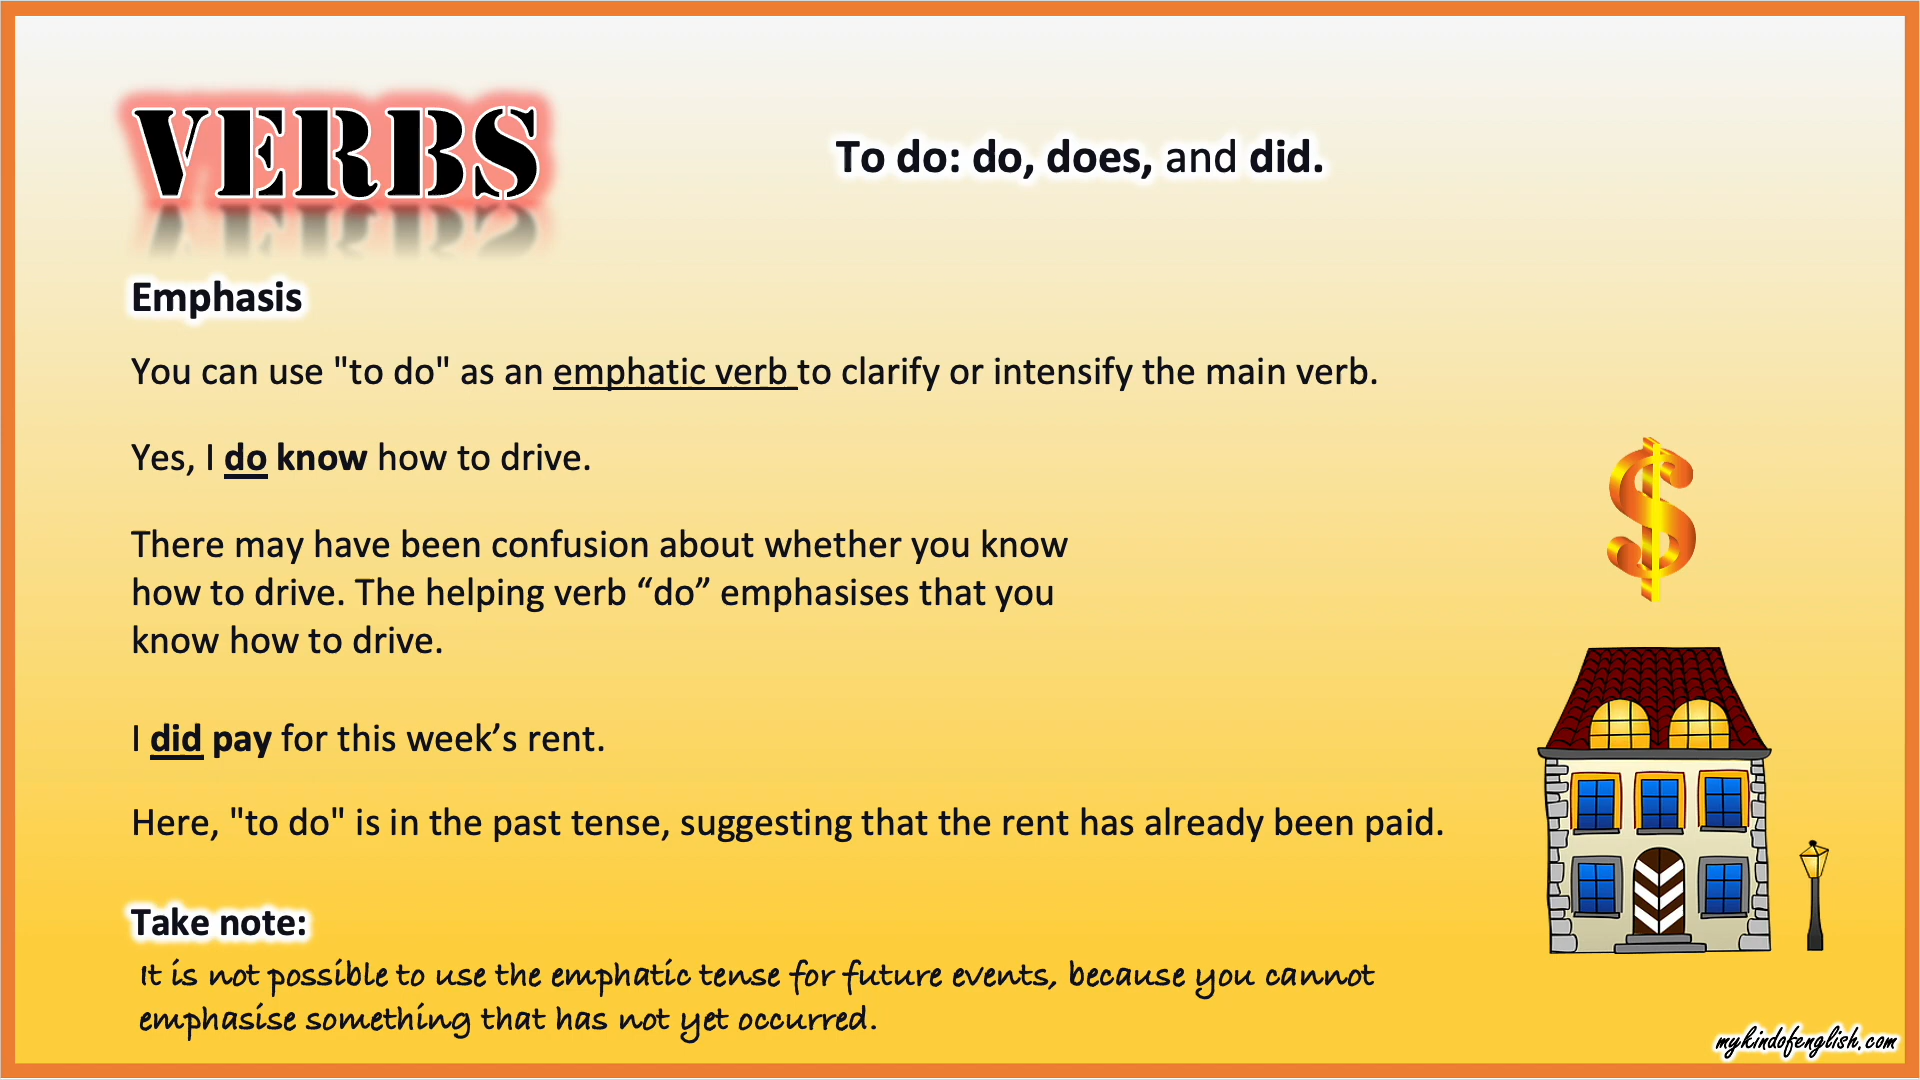 VERBS
To do: do, does, and did.
Emphasis
You can use "to do" as an emphatic verb to clarify or intensify the main verb.
Yes, I do know how to drive.
There may have been confusion about whether you know
how to drive. The helping verb “do” emphasises that you
know how to drive.
I did pay for this week’s rent.
Here, "to do" is in the past tense, suggesting that the rent has already been paid.
Take note:
It is not possible to use the emphatic tense for future events, because you cannot
emphasise something that has not yet occurred.
$
mykindofenglish.com